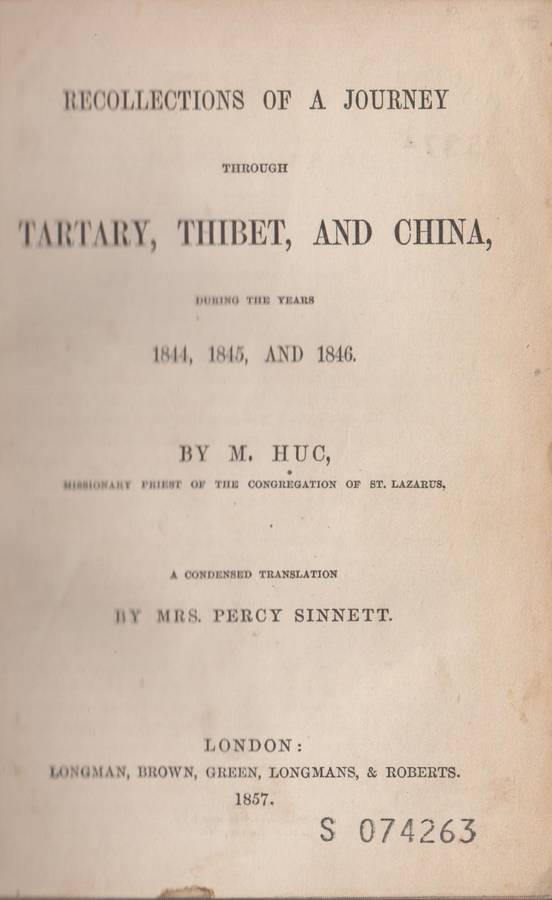 RECOLLECTIONS OF A JOURNEY
THROUGH
TARTARY, THIBET, AND CHINA,
DURING THE YEARS
1844, 1845, AND 1846.
BY M. HUC,
MISSIONARY PRIEST OF THE CONGREGATION OF ST. LAZARUS,
A CONDENSED TRANSLATION
BY MRS. PERCY SINNETT.
LONDON:
LONGMAN, BROWN, GREEN, LONGMANS, & ROBERTS.
1857.
S 074263